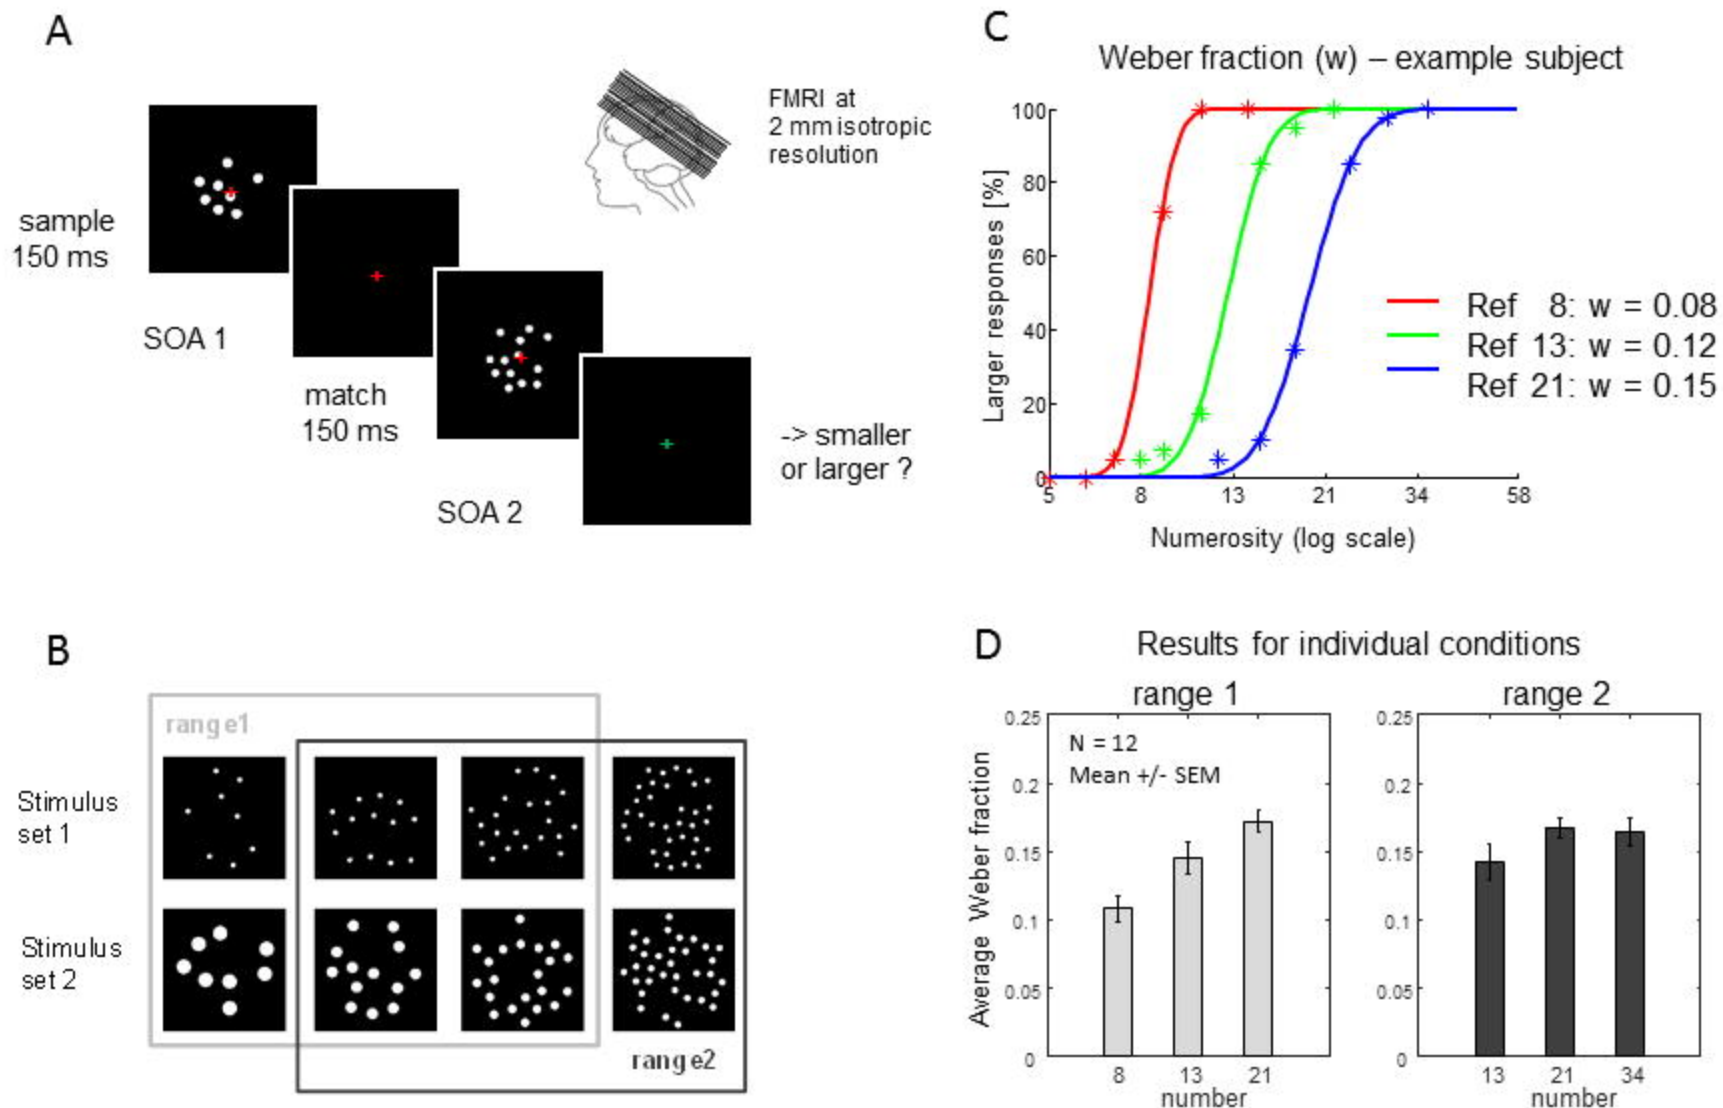 A
sample
150 ms
SOA 1
match
150 ms
SOA 2
-> smaller
or larger ?
FMRI at
2 mm isotropic
resolution
B
range1
Stimulus
set 1
Stimulus
set 2
range2
C
Weber fraction (w) – example subject
Larger responses [%]
100
80
60
40
20
0
5 8 13 21 34 58
Numerosity (log scale)
Ref 8: w = 0.08
Ref 13: w = 0.12
Ref 21: w = 0.15
D
Results for individual conditions
range 1
Average Weber fraction
0.25
0.2
0.15
0.1
0.05
0
N = 12
Mean +/- SEM
8 13 21
number
range 2
0.25
0.2
0.15
0.1
0.05
0
13 21 34
number